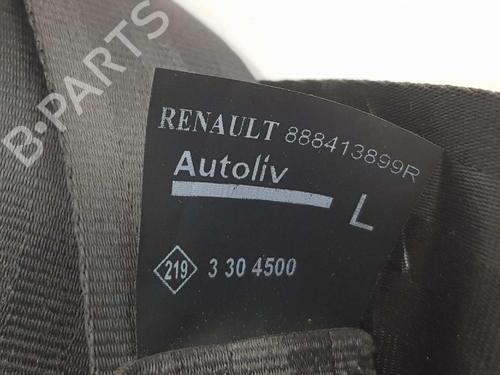 B-PARTS
RENAULT 888413899R
Autoliv
L
219 3 30 4500